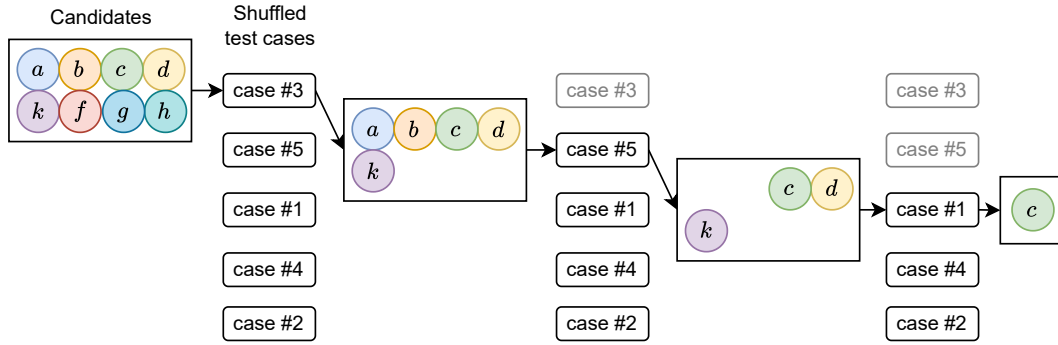 Candidates
a b c d
k f g h
Shuffled
test cases
case #3
case #5
case #1
case #4
case #2
a b c d
k
case #3
case #5
case #1
case #4
case #2
c d
k
case #3
case #5
case #1
case #4
case #2
c